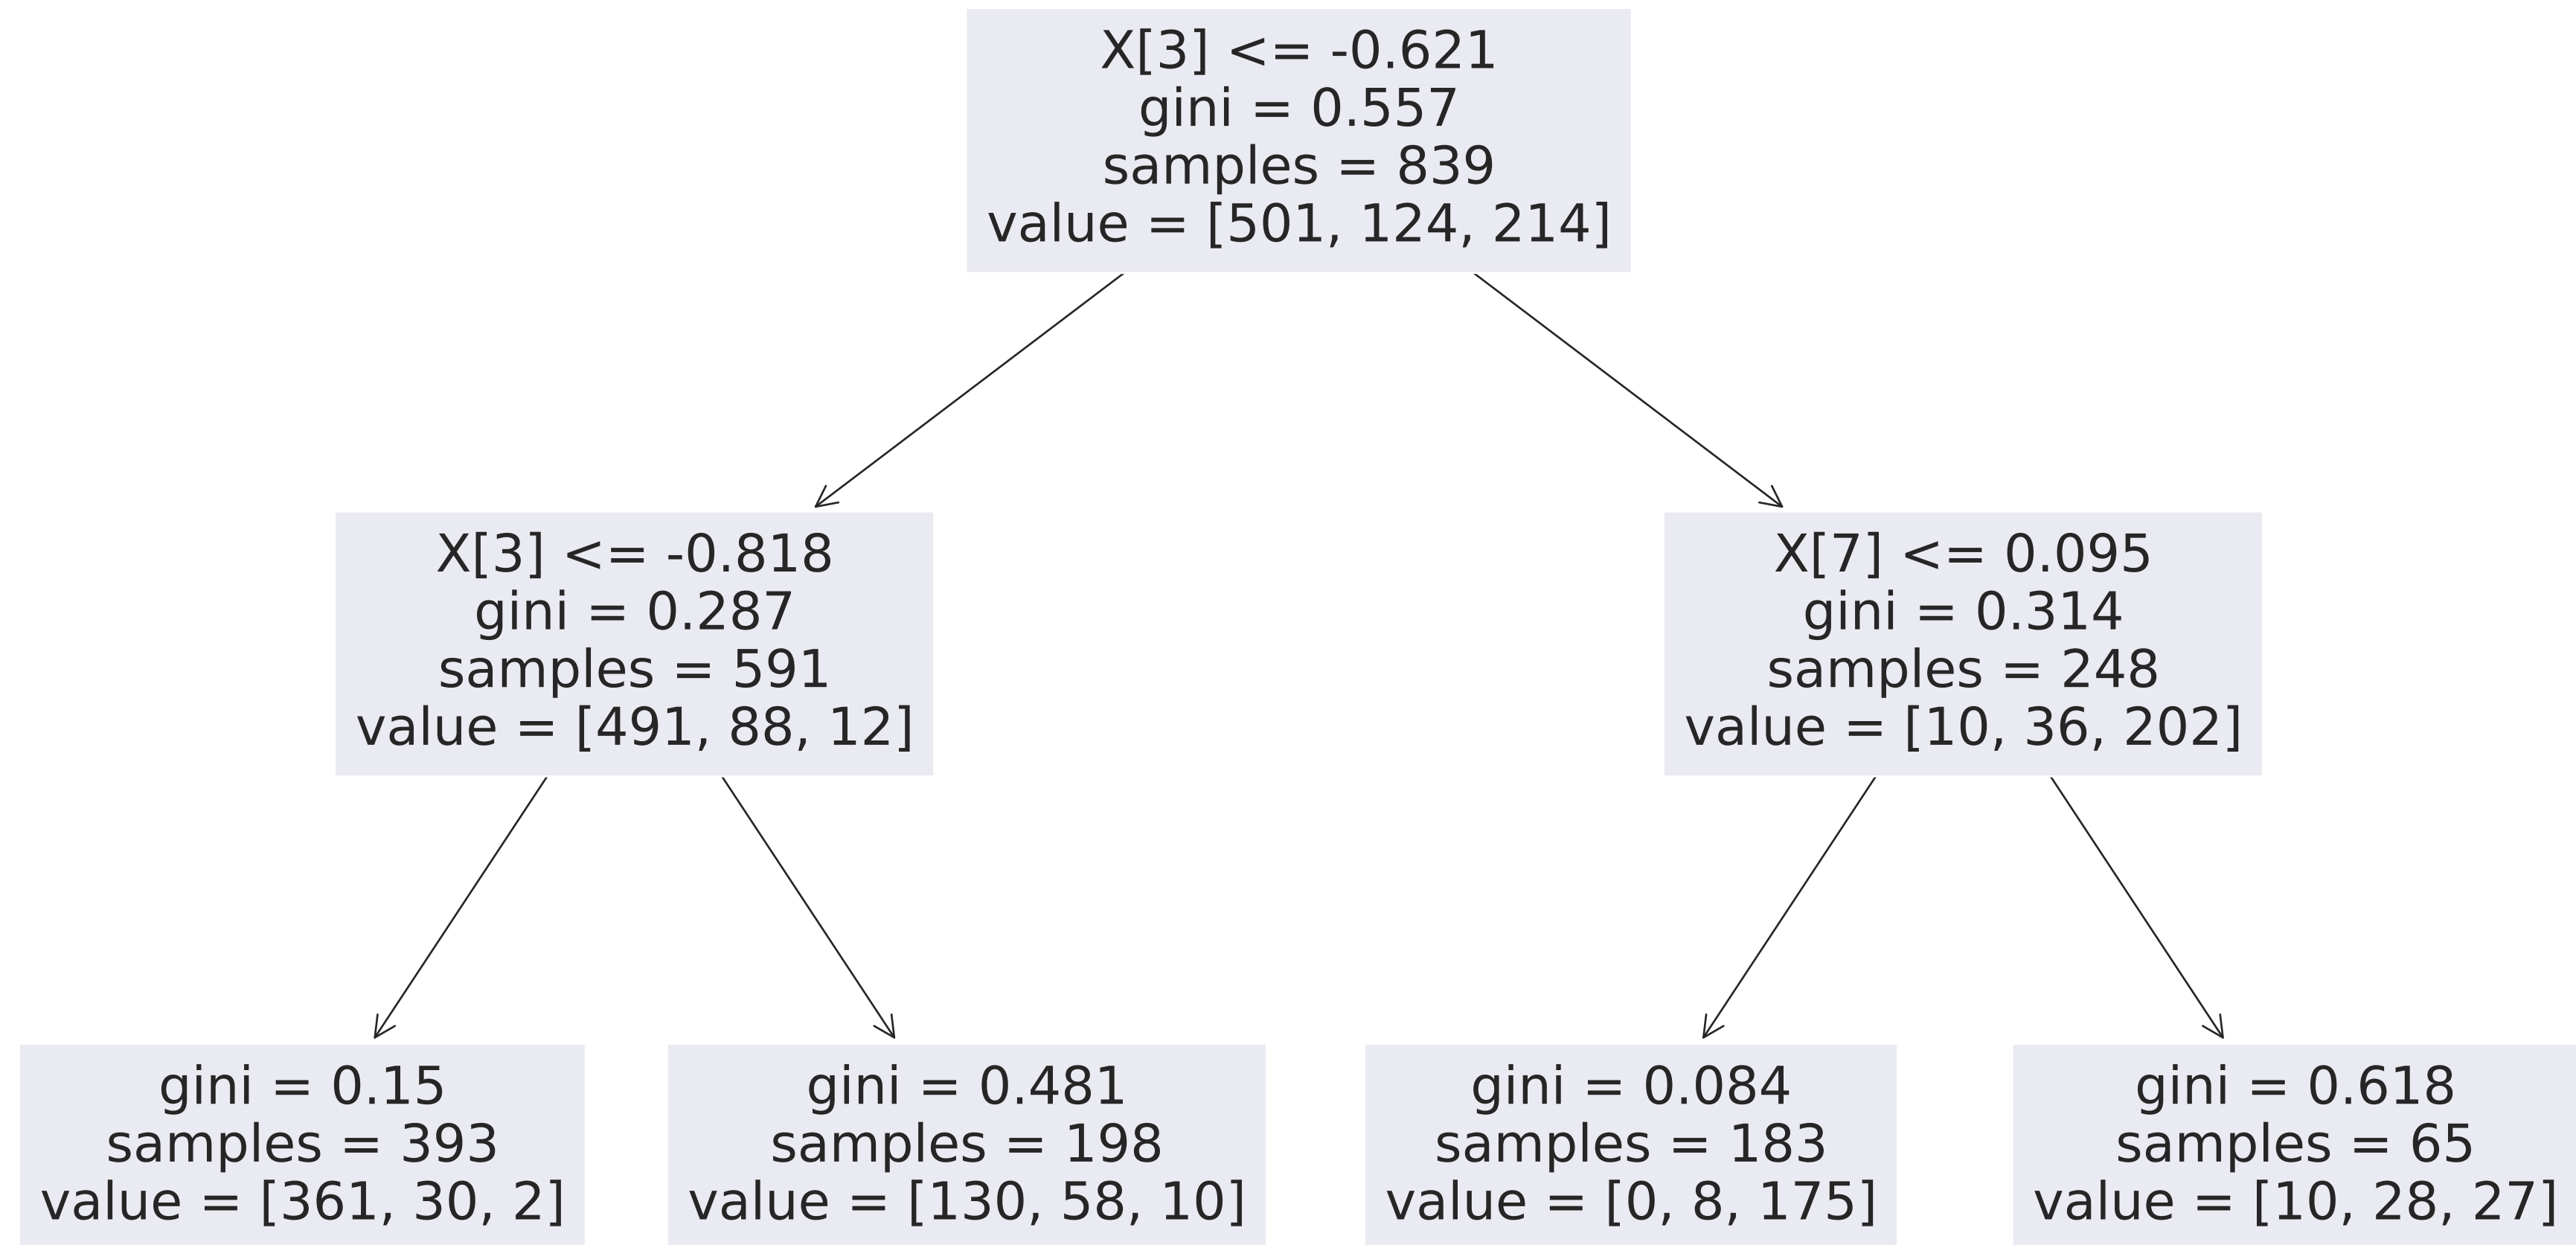 X[3] <= -0.621
gini = 0.557
samples = 839
value = [501, 124, 214]
X[3] <= -0.818
gini = 0.287
samples = 591
value = [491, 88, 12]
X[7] <= 0.095
gini = 0.314
samples = 248
value = [10, 36, 202]
gini = 0.15
samples = 393
value = [361, 30, 2]
gini = 0.481
samples = 198
value = [130, 58, 10]
gini = 0.084
samples = 183
value = [0, 8, 175]
gini = 0.618
samples = 65
value = [10, 28, 27]